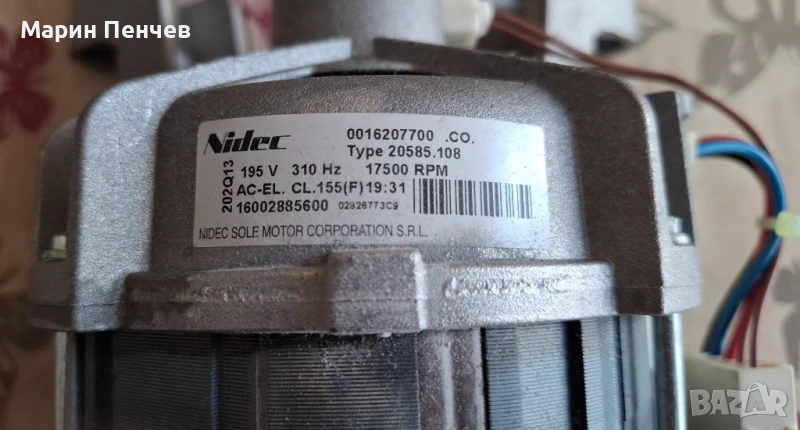 Марин Пенчев
Nidec
0016207700 .CO.
Type 20585.108
202Q13
195 V 310 Hz 17500 RPM
AC-EL. CL.155(F) 19:31
16002885600 02826773C9
NIDEC SOLE MOTOR CORPORATION S.R.L.
BAZAR